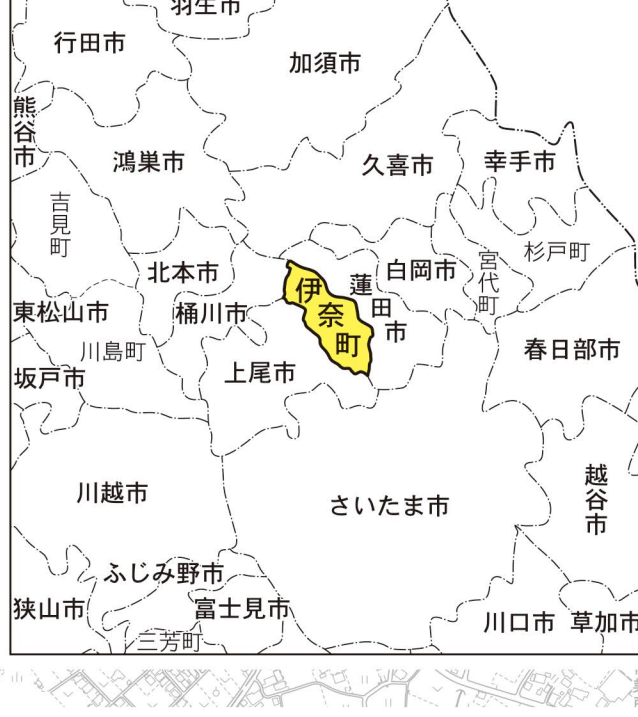 羽生市
行田市
加須市
熊谷市
鴻巣市
久喜市
幸手市
吉見町
杉戸町
宮代町
白岡市
蓮田市
北本市
伊奈町
桶川市
東松山市
川島町
春日部市
上尾市
坂戸市
川越市
さいたま市
越谷市
ふじみ野市
狭山市
富士見市
川口市
草加市
三芳町